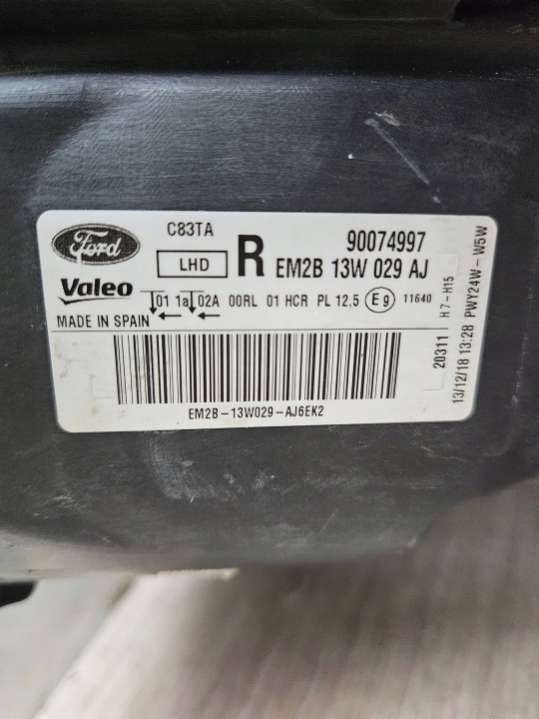 Ford
C83TA
90074997
LHD
R
EM2B 13W 029 AJ
Valeo
01 1a 02A 00RL 01 HCR PL 12,5 E9 11640
MADE IN SPAIN
EM2B-13W029-AJ6EK2
20311 H7-H15
13/12/18 13:28 PWY24W-W5W